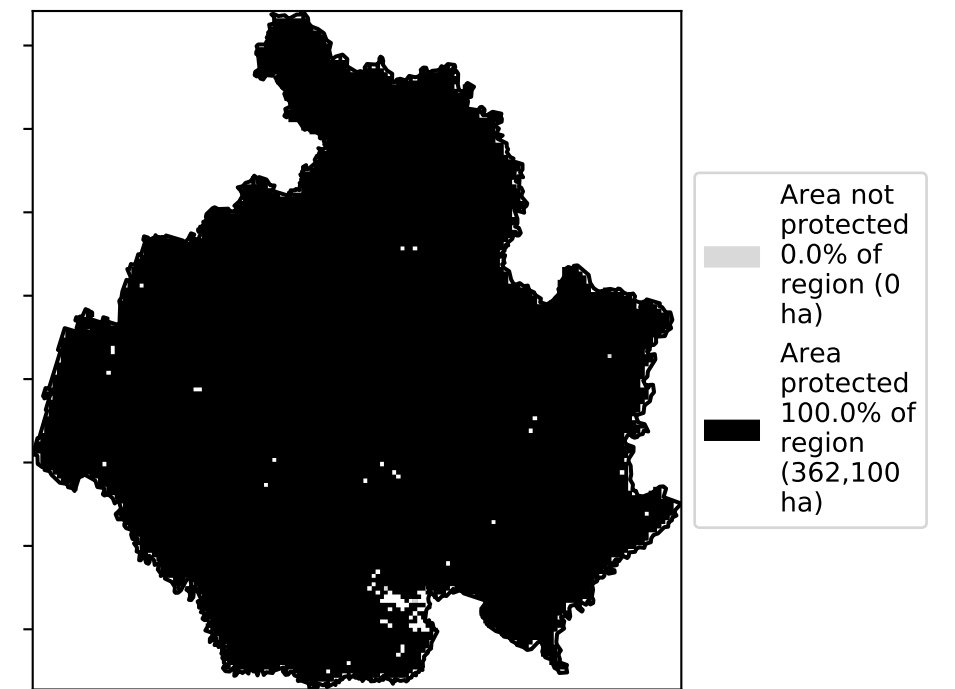 Area not
protected
0.0% of
region (0
ha)
Area
protected
100.0% of
region
(362,100
ha)